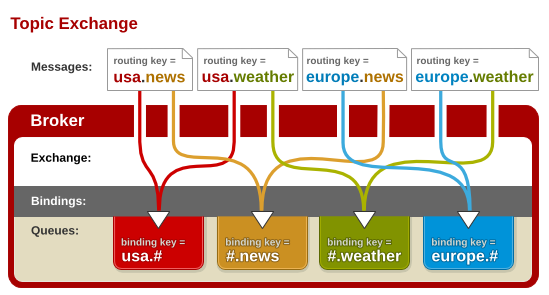 Topic Exchange
Messages:
routing key =
usa.news
routing key =
usa.weather
routing key =
europe.news
routing key =
europe.weather
Broker
Exchange:
Bindings:
Queues:
binding key =
usa.#
binding key =
#.news
binding key =
#.weather
binding key =
europe.#